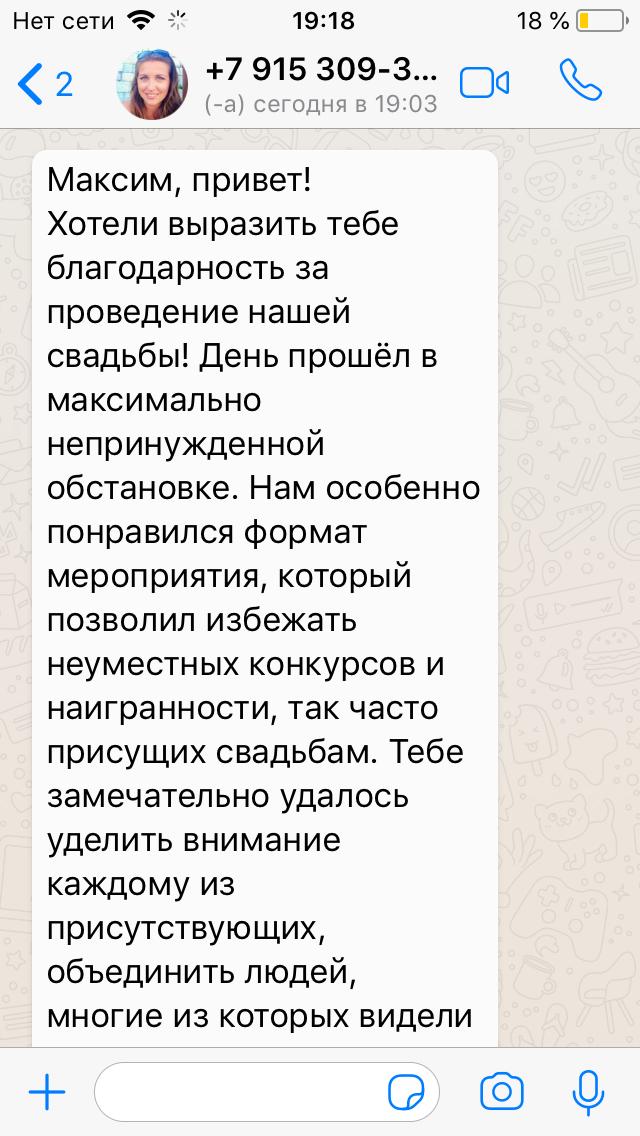 Нет сети 19:18 18 %
2 +7 915 309-3...
(-а) сегодня в 19:03
Максим, привет!
Хотели выразить тебе
благодарность за
проведение нашей
свадьбы! День прошёл в
максимально
непринужденной
обстановке. Нам особенно
понравился формат
мероприятия, который
позволил избежать
неуместных конкурсов и
наигранности, так часто
присущих свадьбам. Тебе
замечательно удалось
уделить внимание
каждому из
присутствующих,
объединить людей,
многие из которых видели